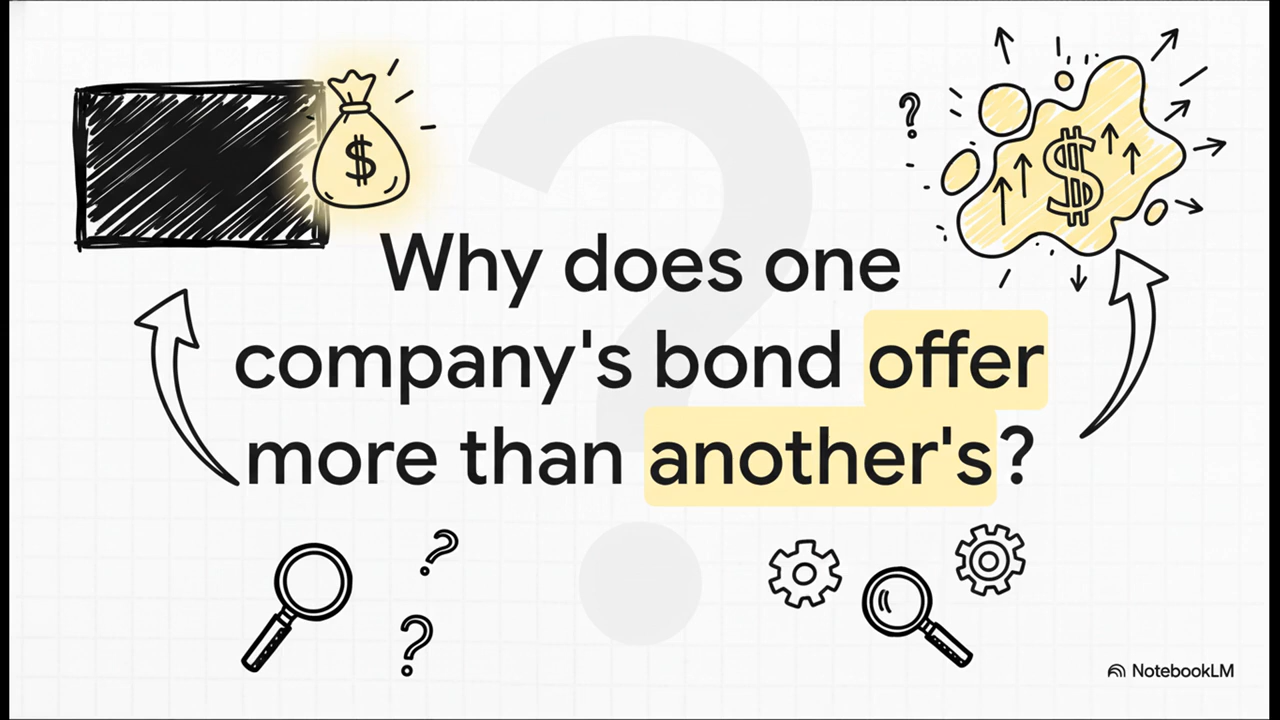 $
$
?
Why does one
company's bond offer
more than another's?
?
?
NotebookLM